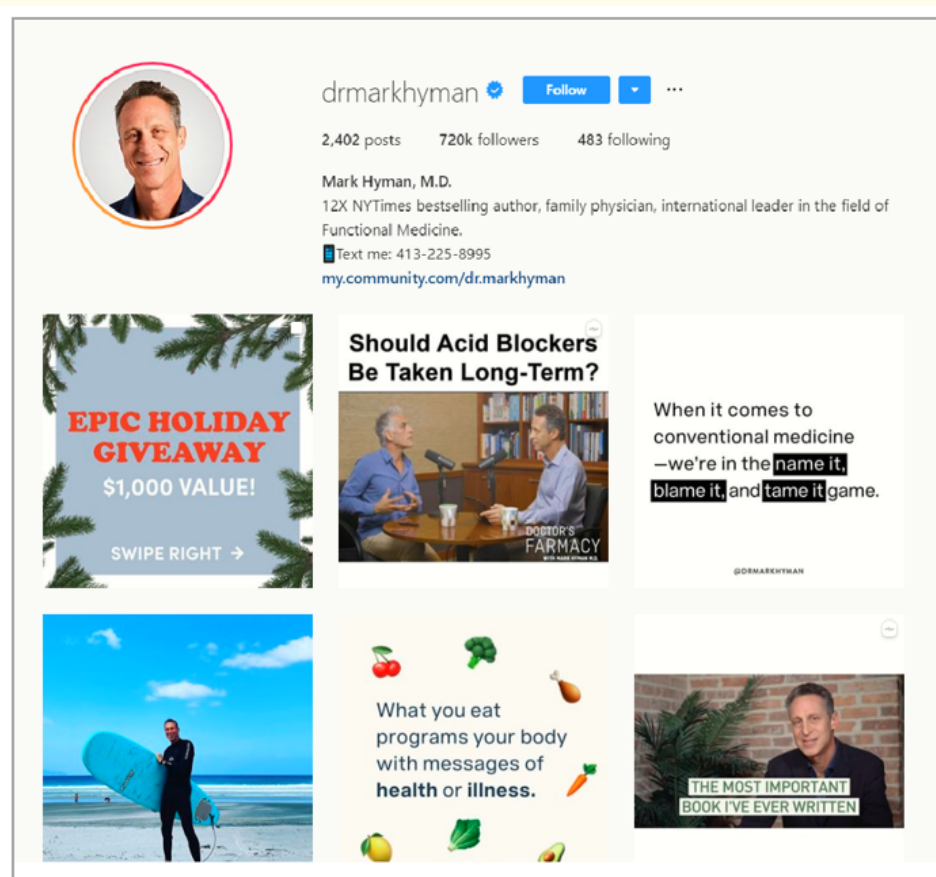 drmarkhyman Follow ...
2,402 posts 720k followers 483 following
Mark Hyman, M.D.
12X NYTimes bestselling author, family physician, international leader in the field of
Functional Medicine.
Text me: 413-225-8995
my.community.com/dr.markhyman
EPIC HOLIDAY
GIVEAWAY
$1,000 VALUE!
SWIPE RIGHT →
Should Acid Blockers
Be Taken Long-Term?
DOCTOR'S
FARMACY
WITH MARK HYMAN M.D.
When it comes to
conventional medicine
—we're in the name it,
blame it, and tame it game.
@DRMARKHYMAN
What you eat
programs your body
with messages of
health or illness.
THE MOST IMPORTANT
BOOK I'VE EVER WRITTEN